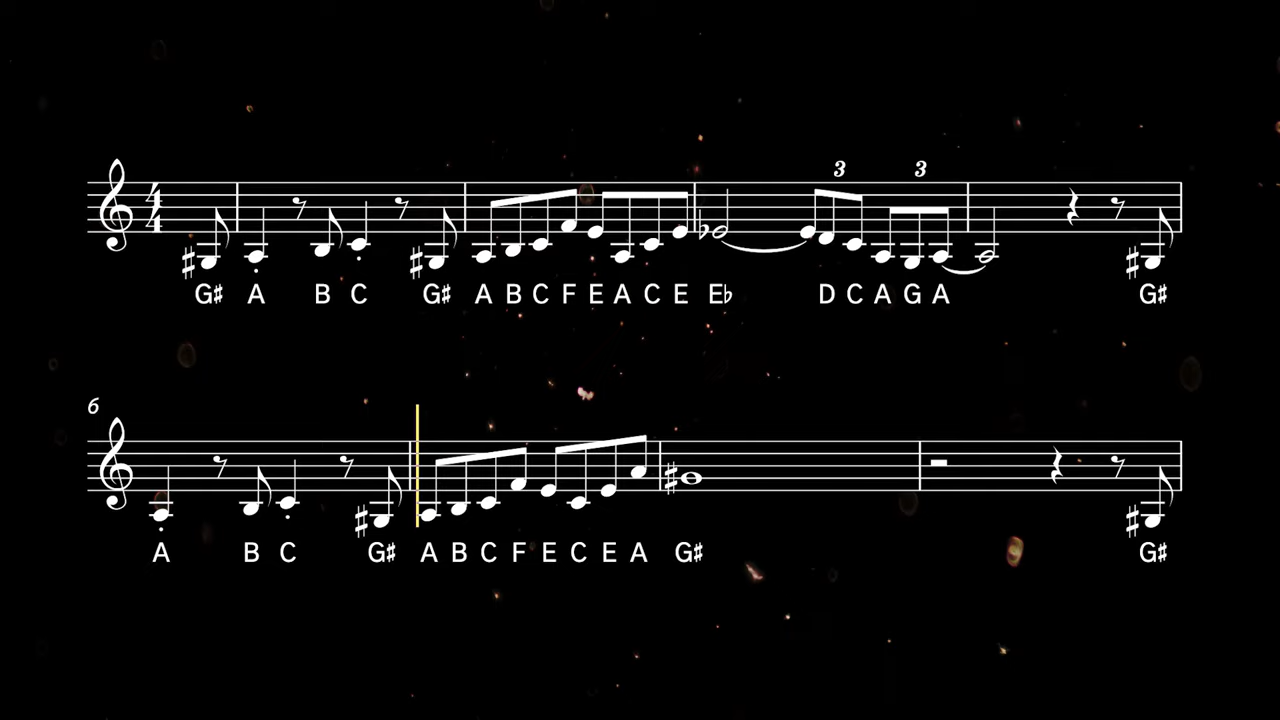 3 3
4
4
G♯ A B C G♯ A B C F E A C E E♭ D C A G A G♯
6
A B C G♯ A B C F E C E A G♯ G♯